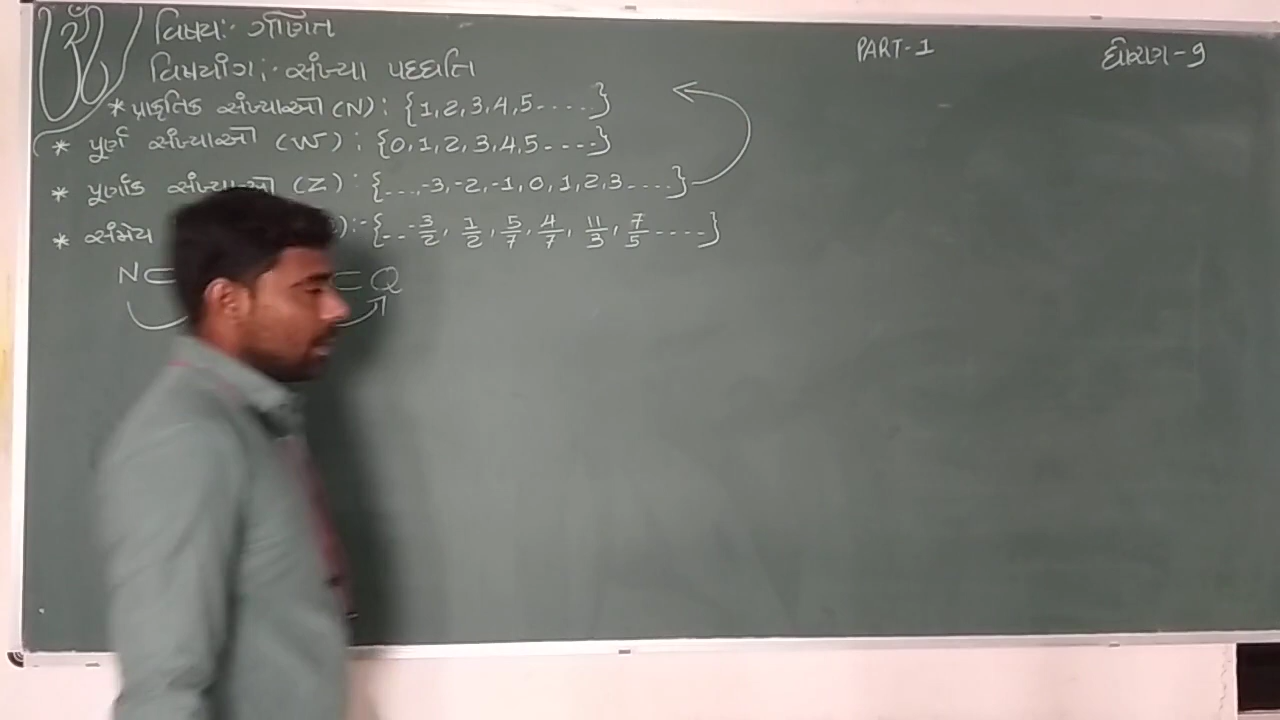 ૐ
વિષય:- ગણિત
PART-1
ધોરણ-9
વિષયાંગ:- સંખ્યા પદ્ધતિ
* પ્રાકૃતિક સંખ્યાઓ (N): {1,2,3,4,5-----}
* પૂર્ણ સંખ્યાઓ (W): {0,1,2,3,4,5-----}
* પૂર્ણાંક સંખ્યાઓ (Z): {---,-3,-2,-1,0,1,2,3-----}
* સંમેય ):- {---3/2, 1/2, 5/7, 4/7, 11/3, 7/5-----}
N⊂ ⊂Q